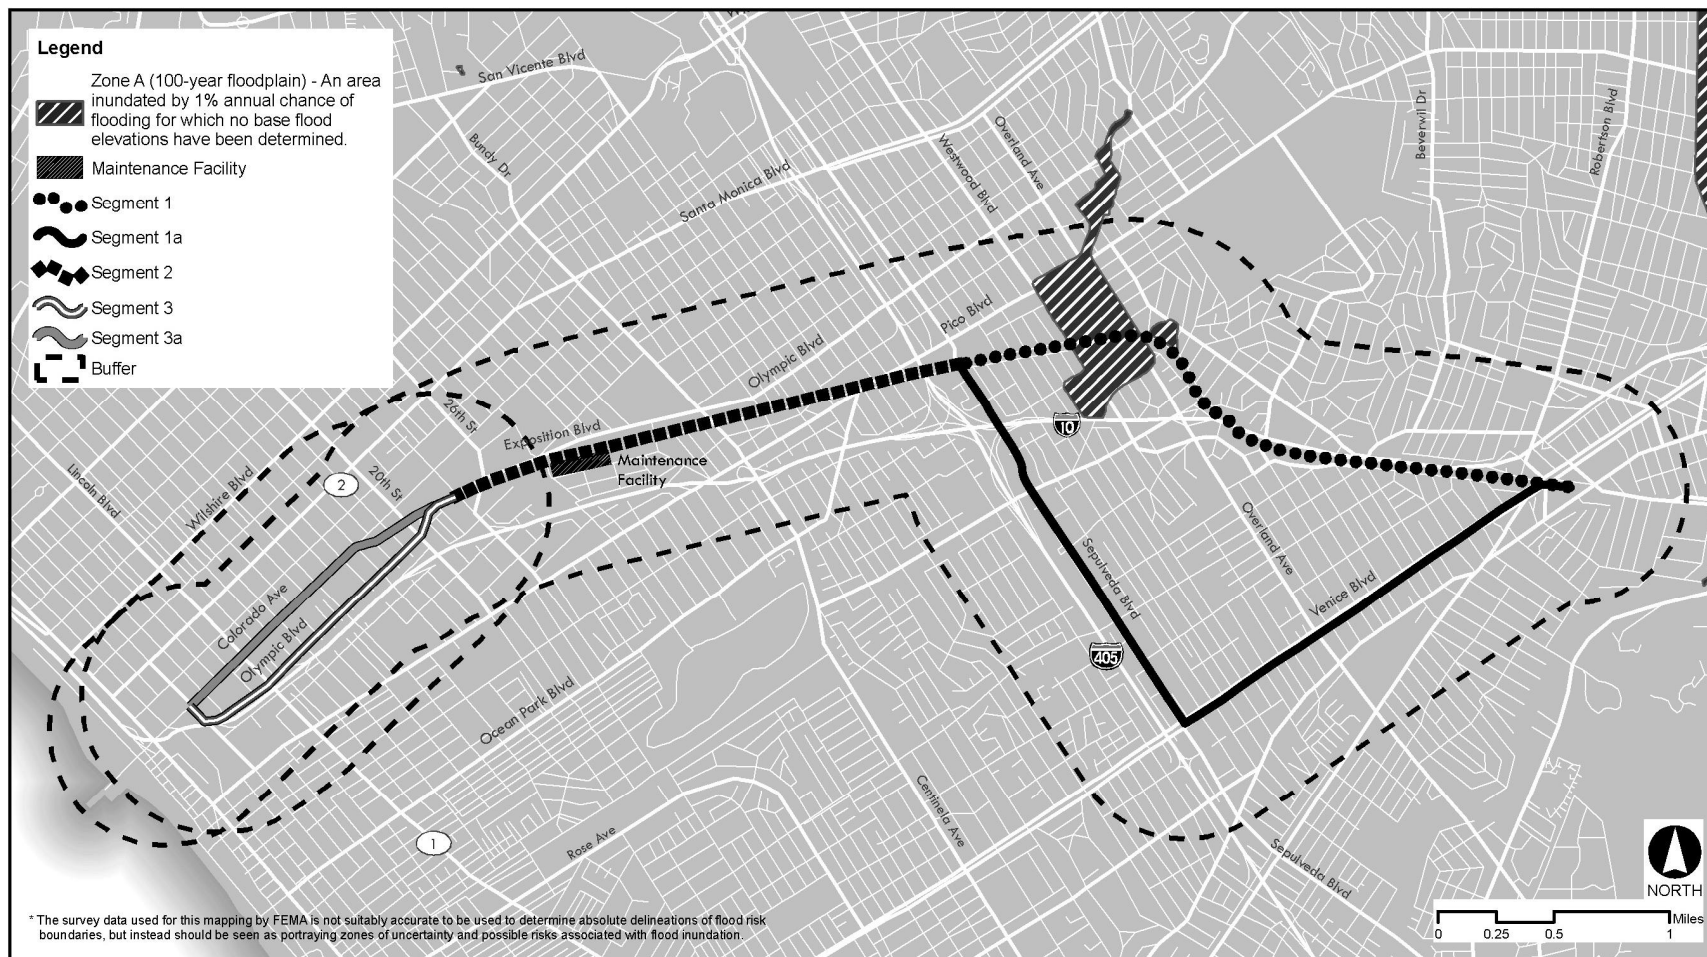 Legend
Zone A (100-year floodplain) - An area
inundated by 1% annual chance of
flooding for which no base flood
elevations have been determined.
Maintenance Facility
Segment 1
Segment 1a
Segment 2
Segment 3
Segment 3a
Buffer
San Vicente Blvd
Bundy Dr
Santa Monica Blvd
Westwood Blvd
Overland Ave
Beverwil Dr
Robertson Blvd
Pico Blvd
Olympic Blvd
26th St
Exposition Blvd
20th St
Wilshire Blvd
Lincoln Blvd
2
10
Maintenance
Facility
Colorado Ave
Olympic Blvd
Ocean Park Blvd
Overland Ave
Sepulveda Blvd
Venice Blvd
405
Centinela Ave
Rose Ave
1
Sepulveda Blvd
NORTH
Miles
0 0.25 0.5 1
* The survey data used for this mapping by FEMA is not suitably accurate to be used to determine absolute delineations of flood risk
boundaries, but instead should be seen as portraying zones of uncertainty and possible risks associated with flood inundation.